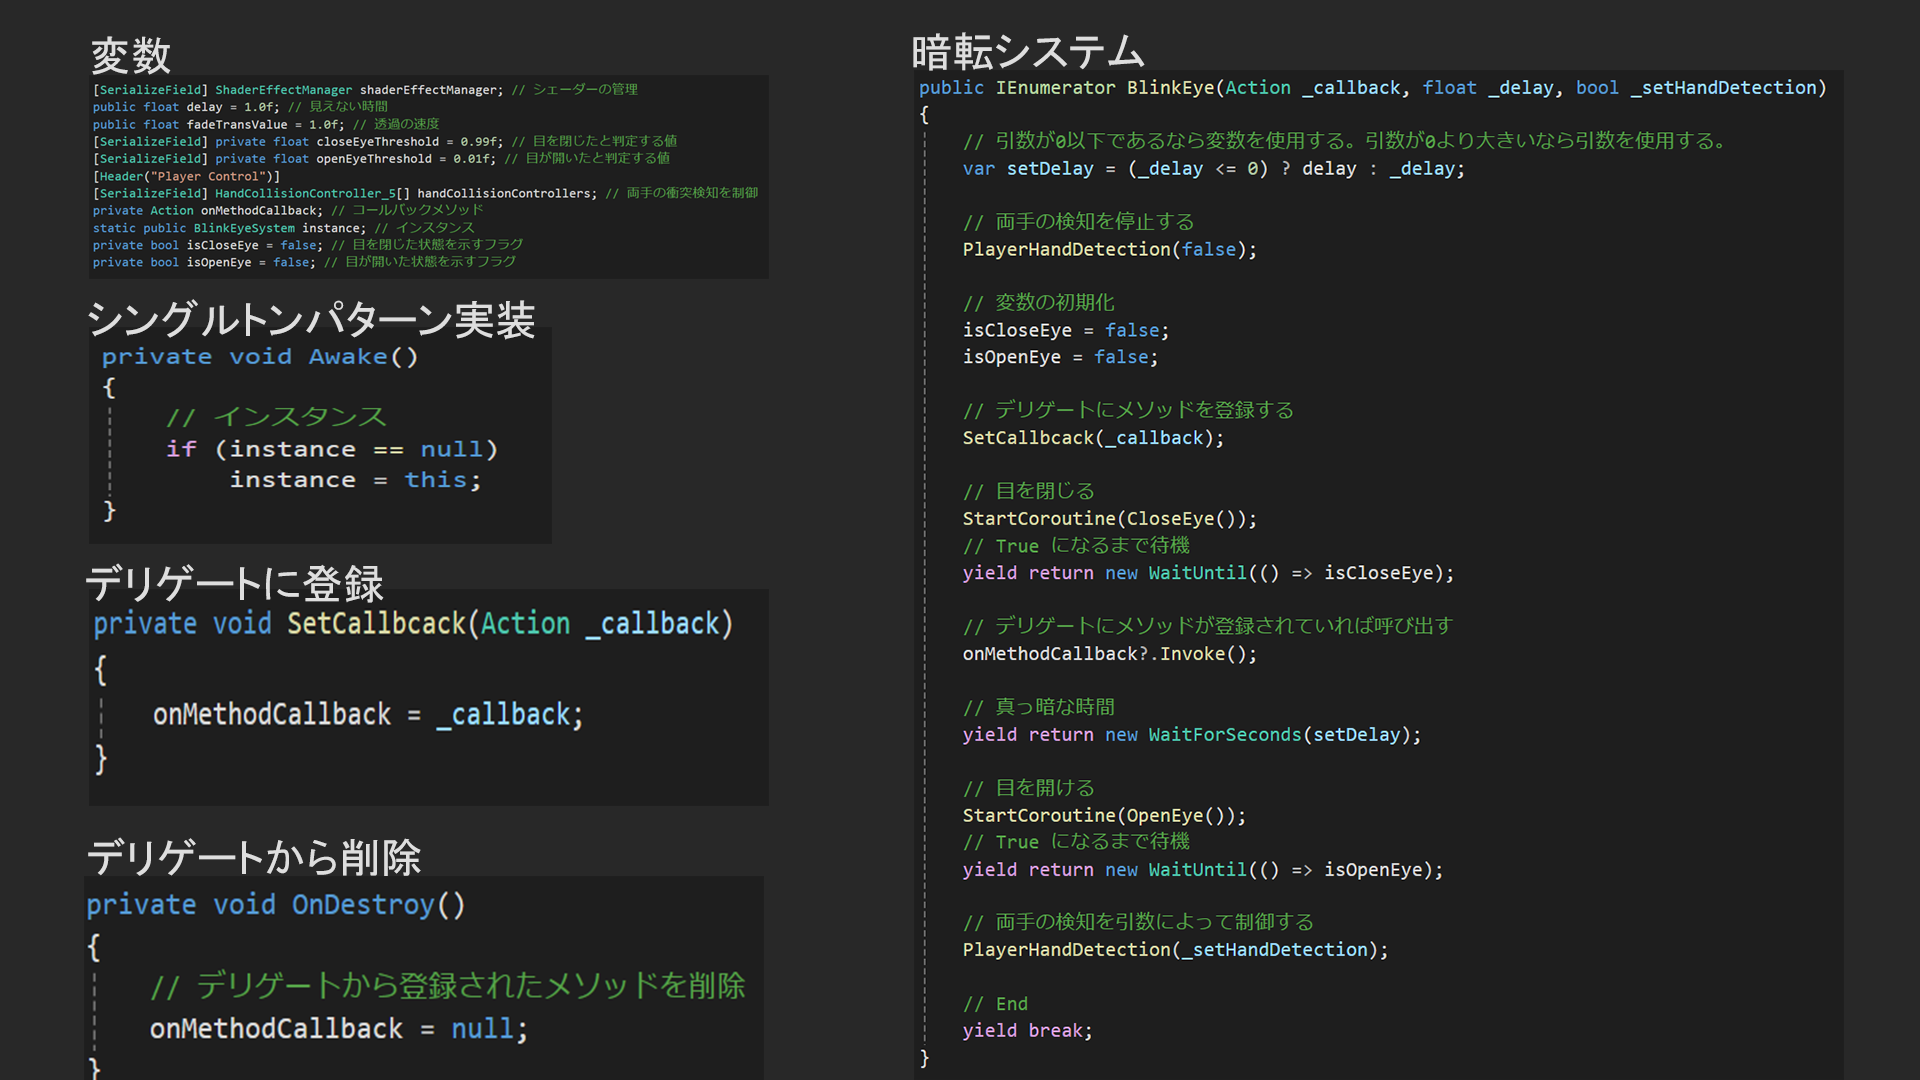 変数
[SerializeField] ShaderEffectManager shaderEffectManager; // シェーダーの管理
public float delay = 1.0f; // 見えない時間
public float fadeTransValue = 1.0f; // 透過の速度
[SerializeField] private float closeEyeThreshold = 0.99f; // 目を閉じたと判定する値
[SerializeField] private float openEyeThreshold = 0.01f; // 目が開いたと判定する値
[Header("Player Control")]
[SerializeField] HandCollisionController_5[] handCollisionControllers; // 両手の衝突検知を制御
private Action onMethodCallback; // コールバックメソッド
static public BlinkEyeSystem instance; // インスタンス
private bool isCloseEye = false; // 目を閉じた状態を示すフラグ
private bool isOpenEye = false; // 目が開いた状態を示すフラグ
シングルトンパターン実装
private void Awake()
{
// インスタンス
if (instance == null)
instance = this;
}
デリゲートに登録
private void SetCallbcack(Action _callback)
{
onMethodCallback = _callback;
}
デリゲートから削除
private void OnDestroy()
{
// デリゲートから登録されたメソッドを削除
onMethodCallback = null;
}
暗転システム
public IEnumerator BlinkEye(Action _callback, float _delay, bool _setHandDetection)
{
// 引数が0以下であるなら変数を使用する。引数が0より大きいなら引数を使用する。
var setDelay = (_delay <= 0) ? delay : _delay;
// 両手の検知を停止する
PlayerHandDetection(false);
// 変数の初期化
isCloseEye = false;
isOpenEye = false;
// デリゲートにメソッドを登録する
SetCallbcack(_callback);
// 目を閉じる
StartCoroutine(CloseEye());
// True になるまで待機
yield return new WaitUntil(() => isCloseEye);
// デリゲートにメソッドが登録されていれば呼び出す
onMethodCallback?.Invoke();
// 真っ暗な時間
yield return new WaitForSeconds(setDelay);
// 目を開ける
StartCoroutine(OpenEye());
// True になるまで待機
yield return new WaitUntil(() => isOpenEye);
// 両手の検知を引数によって制御する
PlayerHandDetection(_setHandDetection);
// End
yield break;
}